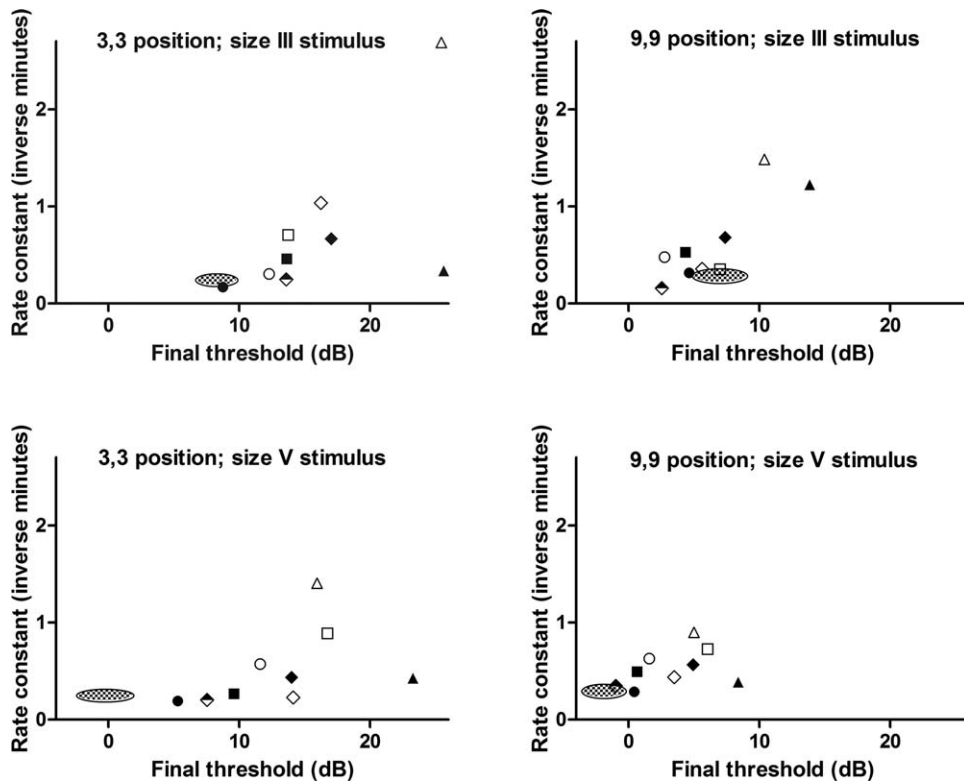 3,3 position; size III stimulus
Rate constant (inverse minutes)
2
1
0
0 10 20
Final threshold (dB)
9,9 position; size III stimulus
Rate constant (inverse minutes)
2
1
0
0 10 20
Final threshold (dB)
3,3 position; size V stimulus
Rate constant (inverse minutes)
2
1
0
0 10 20
Final threshold (dB)
9,9 position; size V stimulus
Rate constant (inverse minutes)
2
1
0
0 10 20
Final threshold (dB)